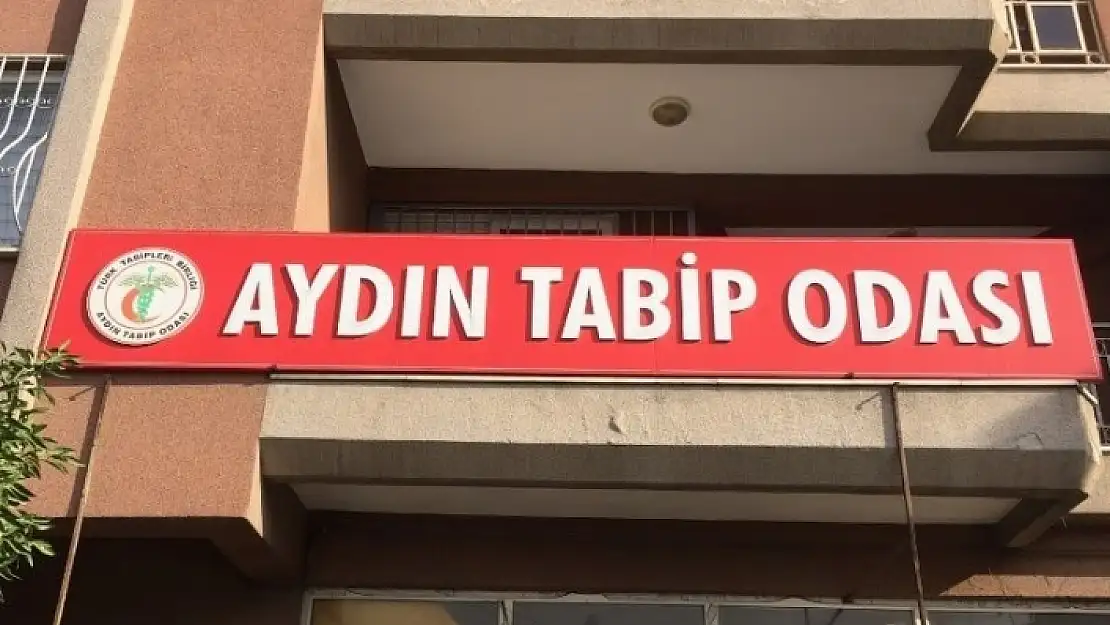 TÜRK TABİPLERİ BİRLİĞİ
AYDIN TABİP ODASI
AYDIN TABİP ODASI